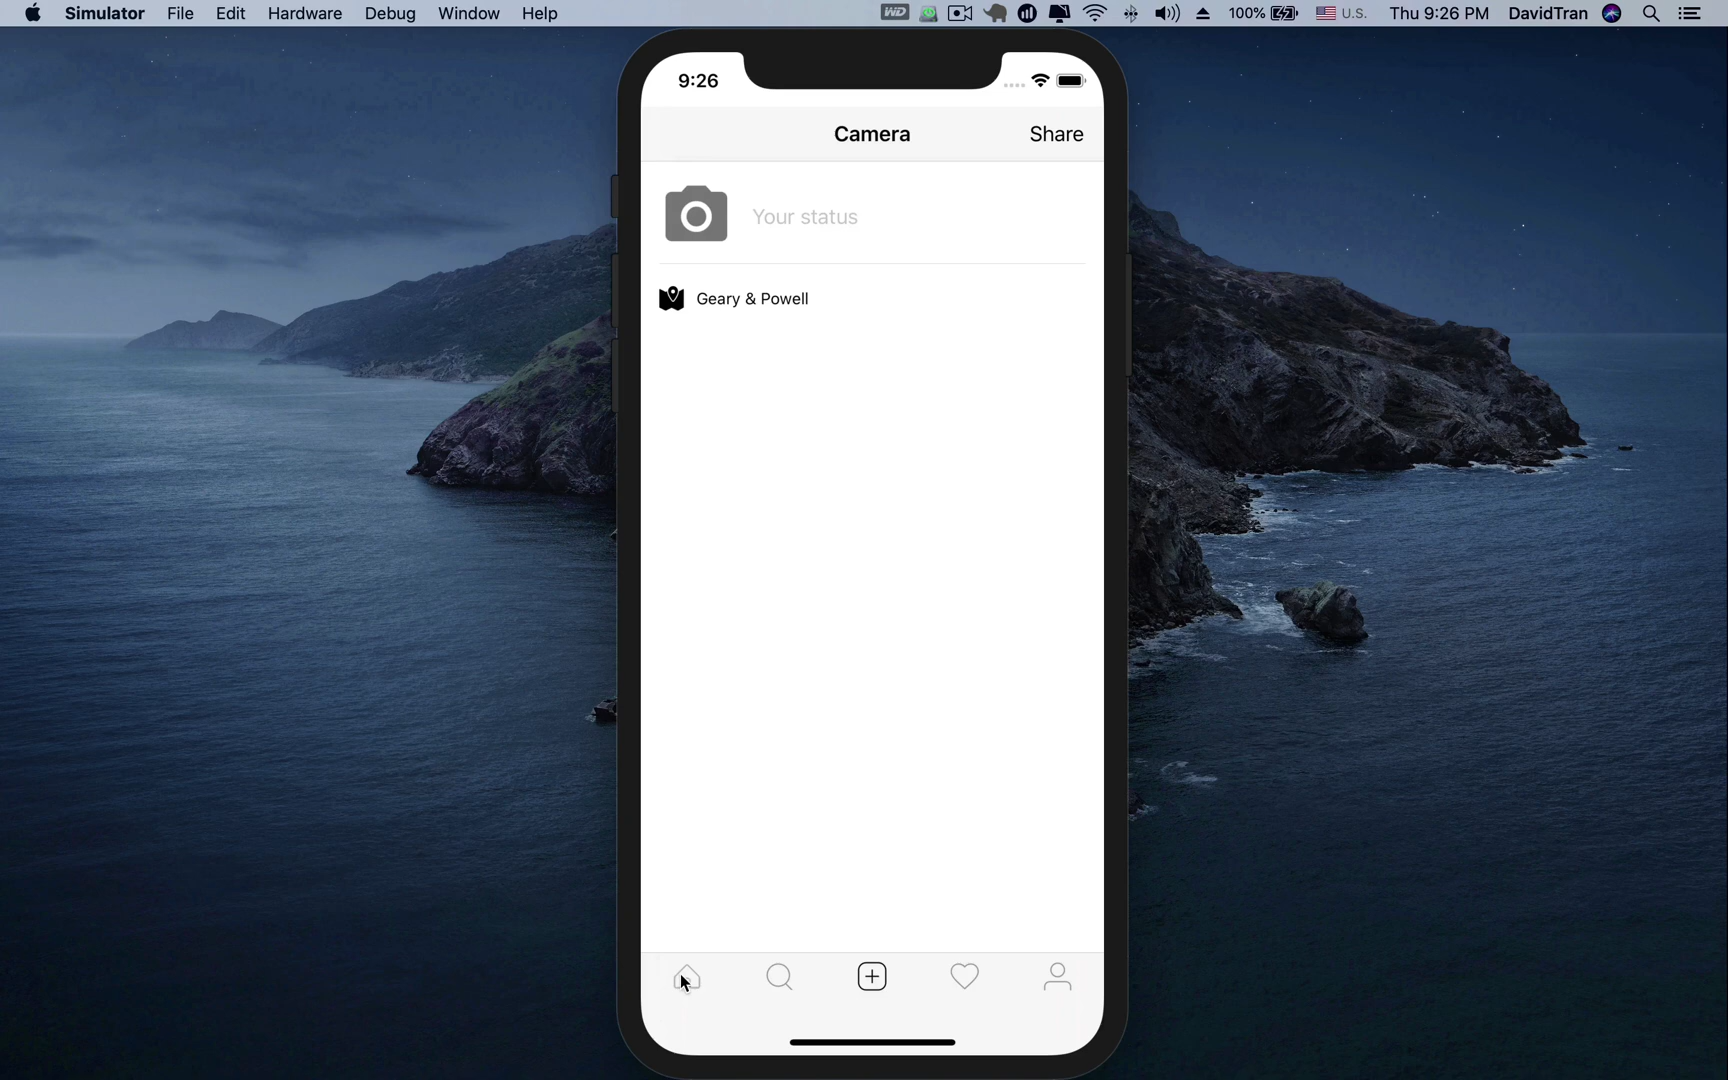 Simulator File Edit Hardware Debug Window Help WD 100% U.S. Thu 9:26 PM DavidTran
9:26
Camera Share
Your status
Geary & Powell